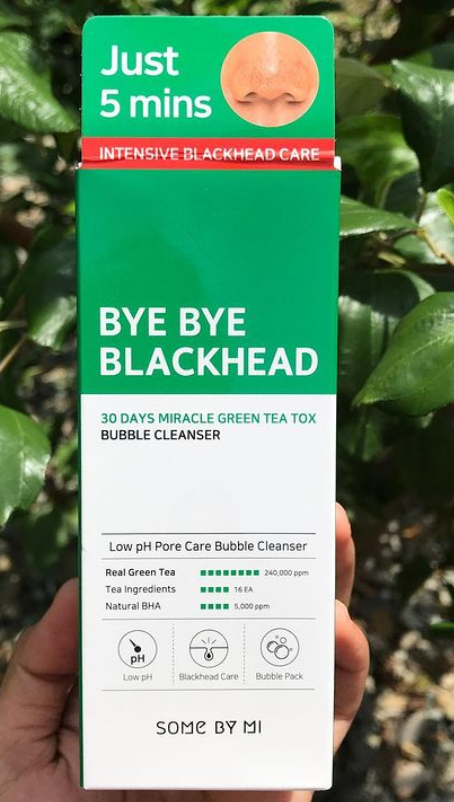 Just
5 mins
INTENSIVE BLACKHEAD CARE
BYE BYE
BLACKHEAD
30 DAYS MIRACLE GREEN TEA TOX
BUBBLE CLEANSER
Low pH Pore Care Bubble Cleanser
Real Green Tea 240,000 ppm
Tea Ingredients 16 EA
Natural BHA 5,000 ppm
pH
Low pH Blackhead Care Bubble Pack
SOME BY MI